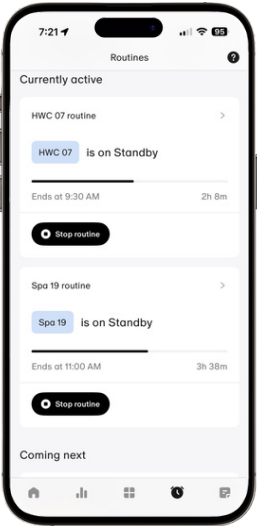 7:21
95
Routines
?
Currently active
HWC 07 routine
HWC 07 is on Standby
Ends at 9:30 AM 2h 8m
Stop routine
Spa 19 routine
Spa 19 is on Standby
Ends at 11:00 AM 3h 38m
Stop routine
Coming next